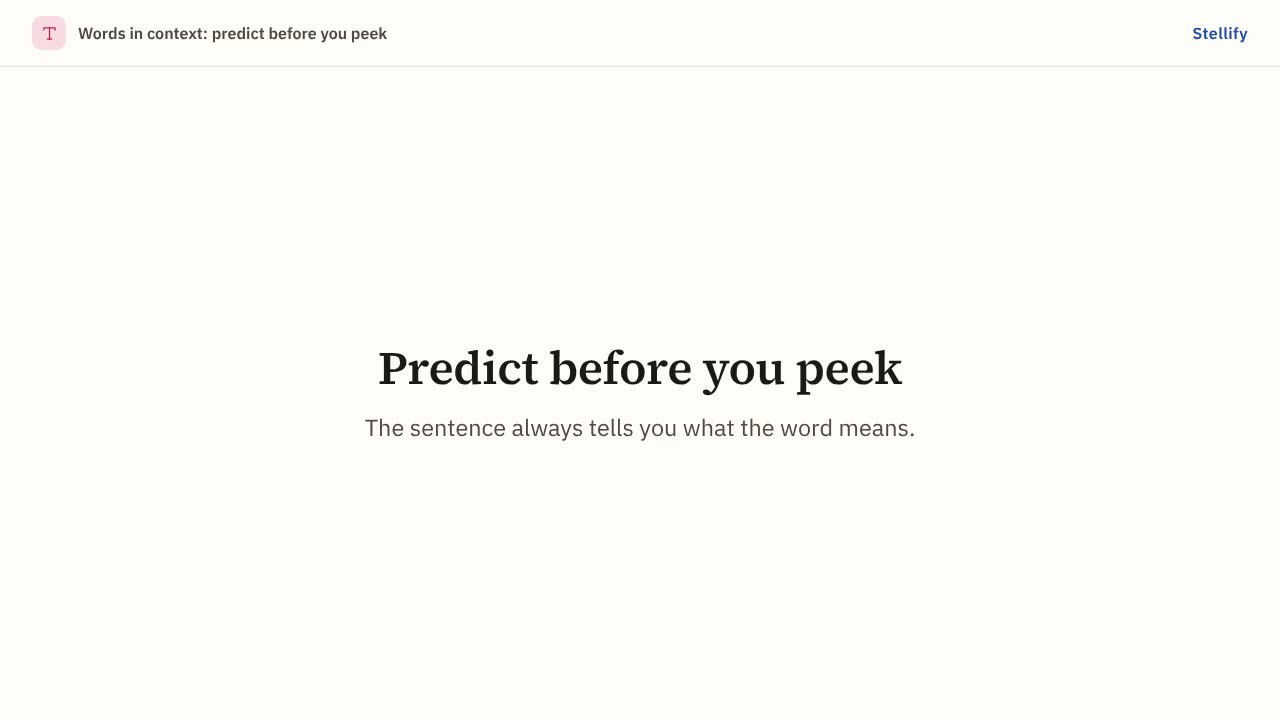 T Words in context: predict before you peek
Stellify
Predict before you peek
The sentence always tells you what the word means.